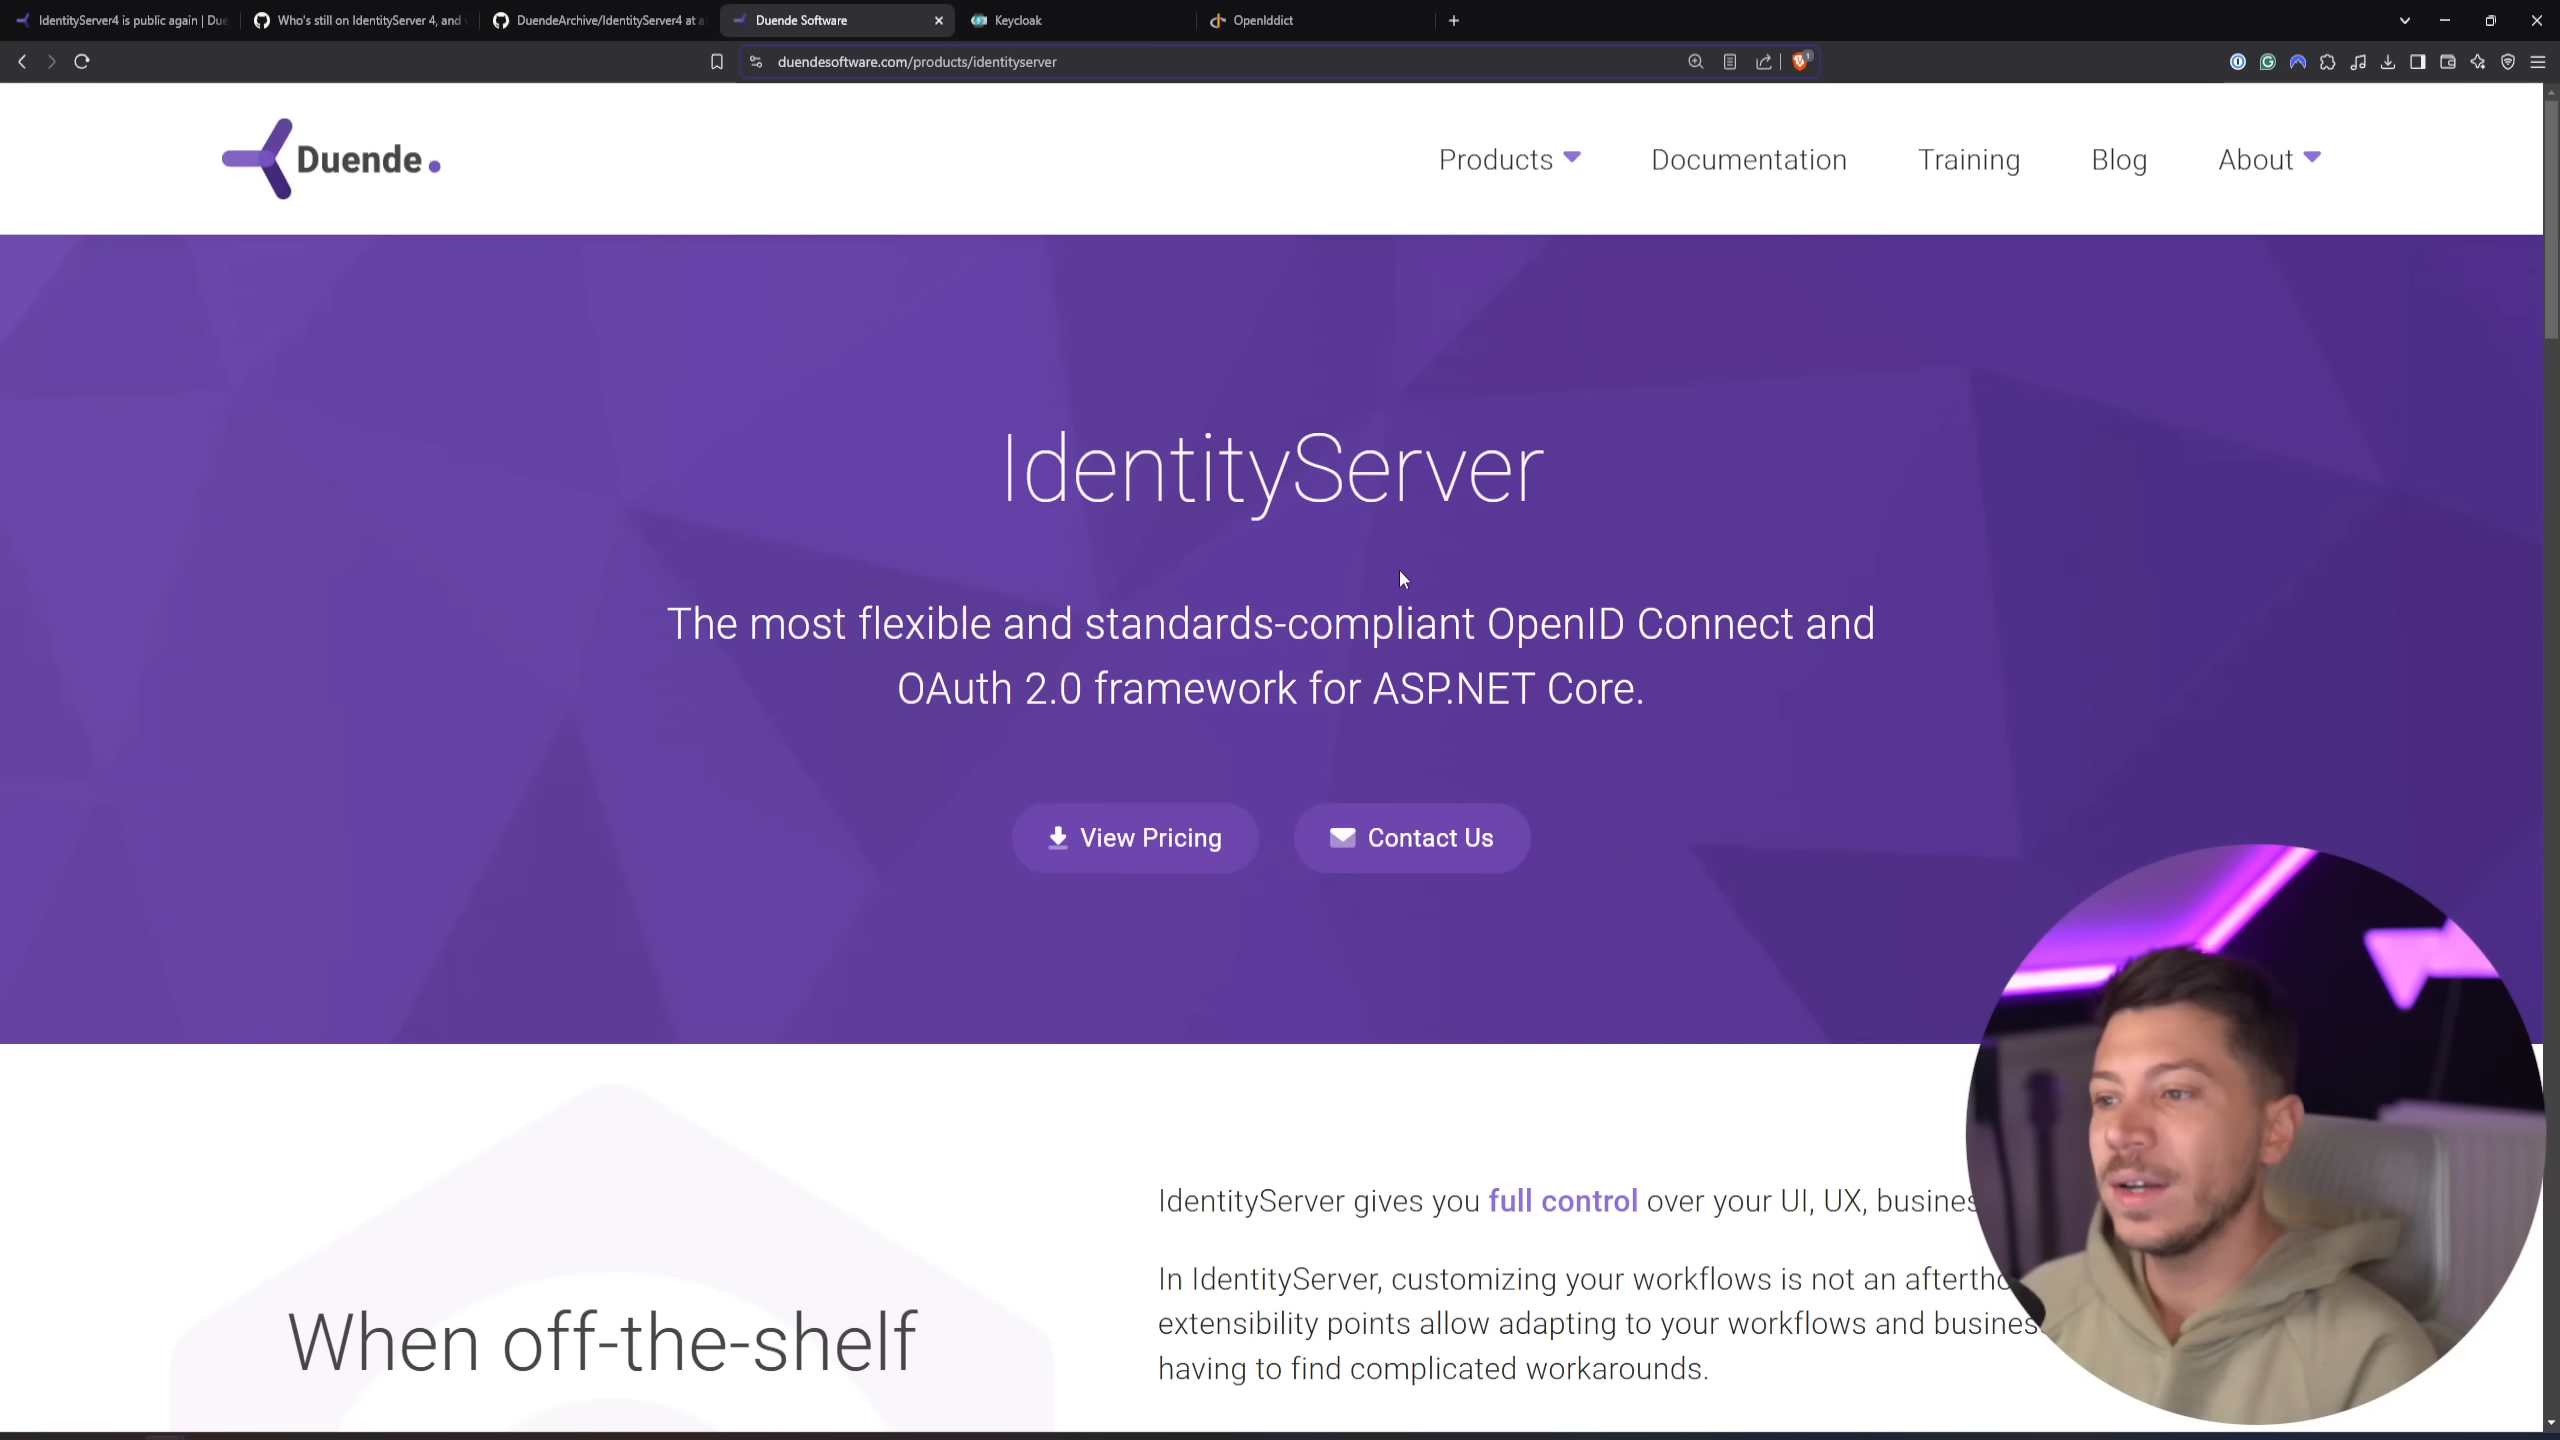 IdentityServer4 is public again | Due
Who's still on IdentityServer 4, and
DuendeArchive/IdentityServer4 at
Duende Software
Keycloak
OpenIddict
duendesoftware.com/products/identityserver
1
Duende
Products
Documentation
Training
Blog
About
IdentityServer
The most flexible and standards-compliant OpenID Connect and
OAuth 2.0 framework for ASP.NET Core.
View Pricing
Contact Us
When off-the-shelf
IdentityServer gives you full control over your UI, UX, busines
In IdentityServer, customizing your workflows is not an aftertho
extensibility points allow adapting to your workflows and busines
having to find complicated workarounds.